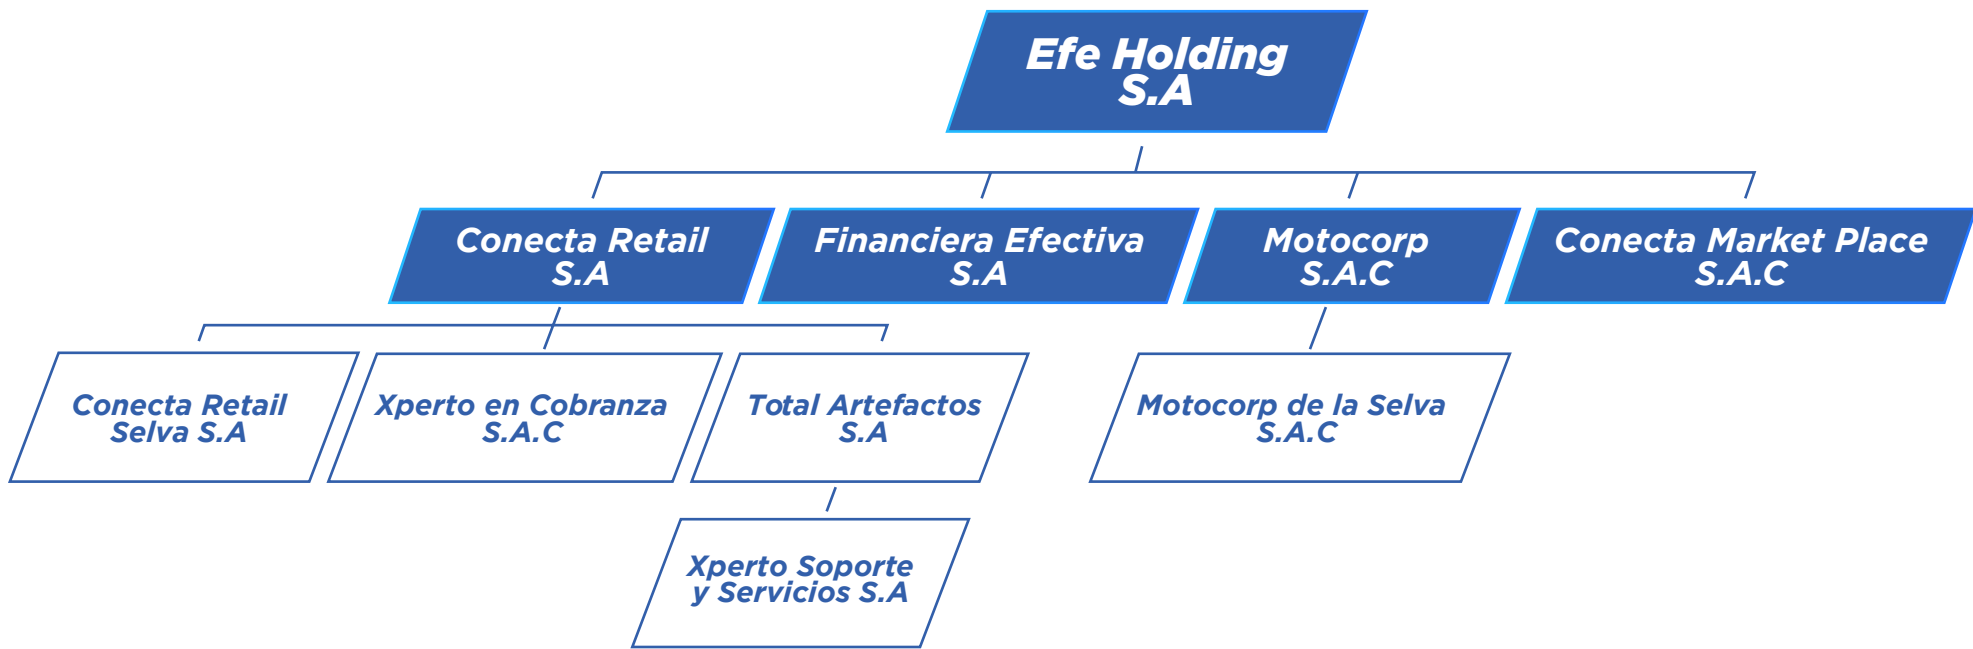 Efe Holding
S.A
Conecta Retail
S.A
Financiera Efectiva
S.A
Motocorp
S.A.C
Conecta Market Place
S.A.C
Conecta Retail
Selva S.A
Xperto en Cobranza
S.A.C
Total Artefactos
S.A
Motocorp de la Selva
S.A.C
Xperto Soporte
y Servicios S.A